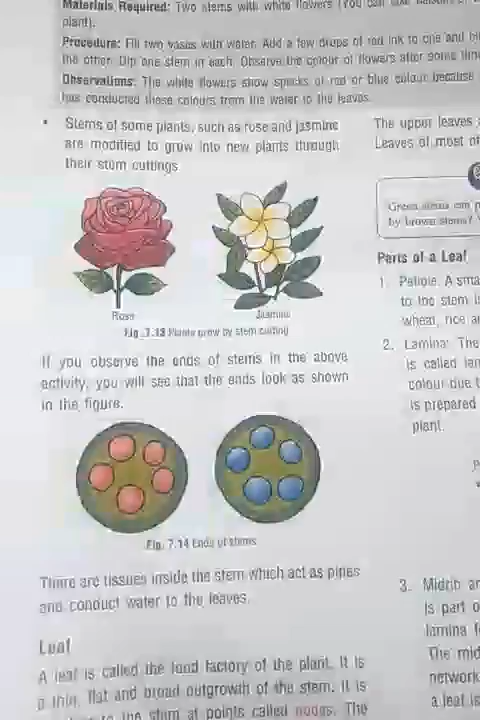 Materials Required: Two stems with white flowers (You can take
plant).
Procedure: Fill two vases with water. Add a few drops of red ink to one and
the other. Dip one stem in each. Observe the colour of flowers after some
Observations: The white flowers show specks of red or blue colour because
has conducted these colours from the water to the leaves.
• Stems of some plants, such as rose and jasmine
are modified to grow into new plants through
their stem cuttings
Rose
Jasmine
Fig. 7.13 Plants grow by stem cutting
If you observe the ends of stems in the above
activity, you will see that the ends look as shown
in the figure.
Fig. 7.14 Ends of stems
There are tissues inside the stem which act as pipes
and conduct water to the leaves.
Leaf
A leaf is called the food factory of the plant. It is
a thin, flat and broad outgrowth of the stem. It is
to the stem at points called nodes. The
The upper leaves
Leaves of most of
Green stems can
by brown stems?
Parts of a Leaf
1. Petiole: A
to the stem
wheat, rice
2. Lamina: The
is called
colour due
is prepared
plant.
3. Midrib
is part
lamina
The
network
a leaf is